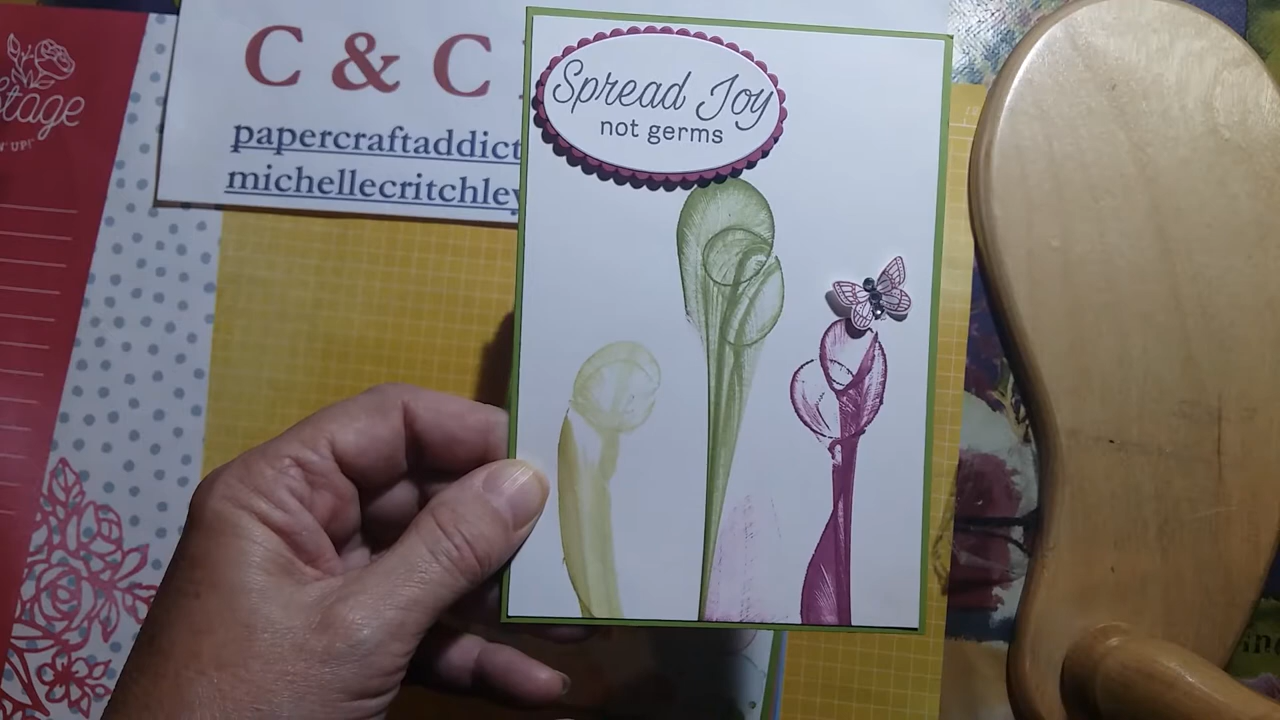 C & C
papercraftaddict
michellecritchley
Spread Joy
not germs